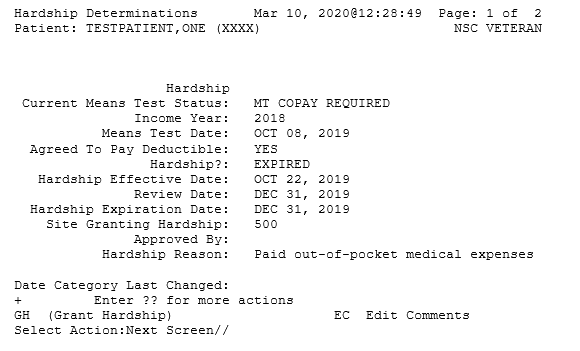 Hardship Determinations Mar 10, 2020@12:28:49 Page: 1 of 2
Patient: TESTPATIENT,ONE (XXXX) NSC VETERAN
Hardship
Current Means Test Status: MT COPAY REQUIRED
Income Year: 2018
Means Test Date: OCT 08, 2019
Agreed To Pay Deductible: YES
Hardship?: EXPIRED
Hardship Effective Date: OCT 22, 2019
Review Date: DEC 31, 2019
Hardship Expiration Date: DEC 31, 2019
Site Granting Hardship: 500
Approved By:
Hardship Reason: Paid out-of-pocket medical expenses
Date Category Last Changed:
+ Enter ?? for more actions
GH (Grant Hardship) EC Edit Comments
Select Action:Next Screen//